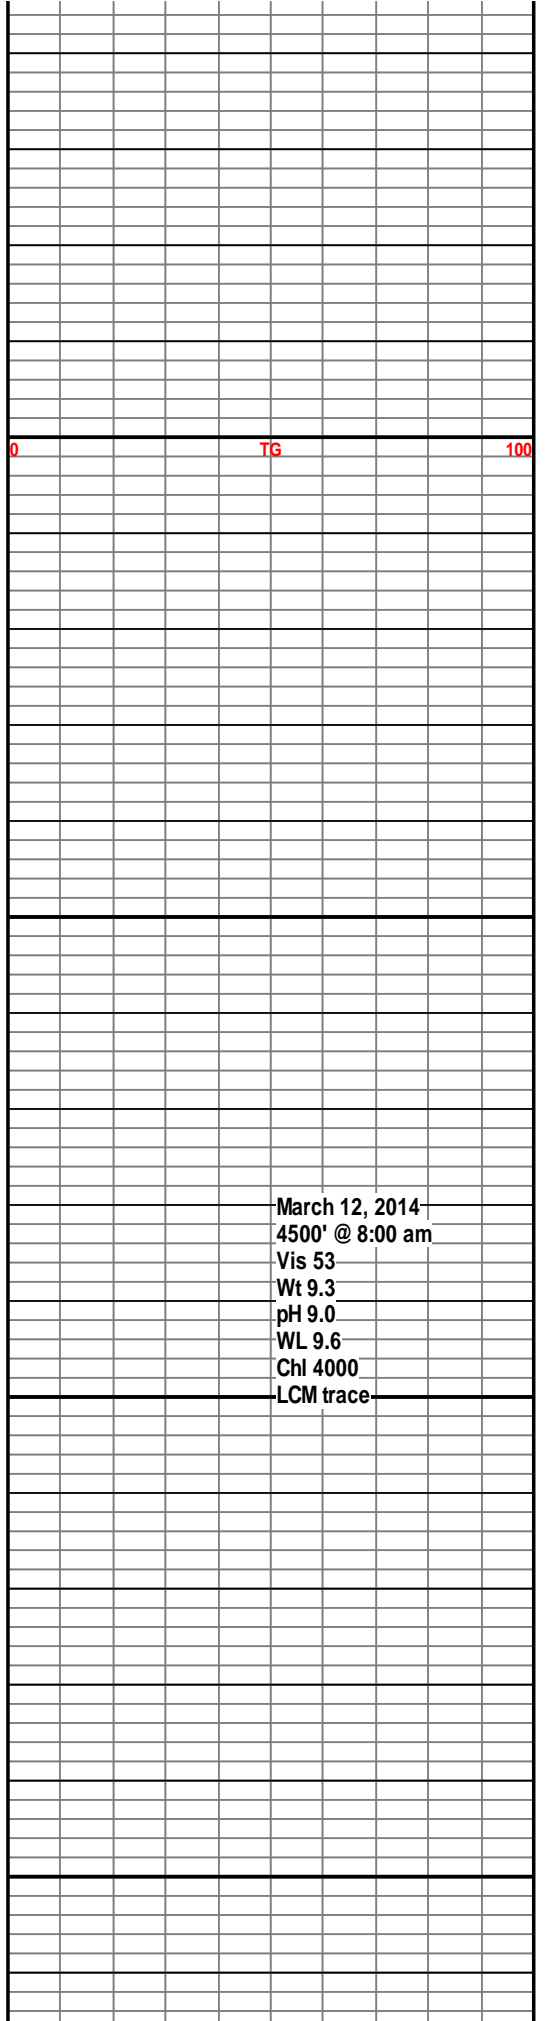 0 TG 100
March 12, 2014
4500' @ 8:00 am
Vis 53
Wt 9.3
pH 9.0
WL 9.6
Chl 4000
LCM trace